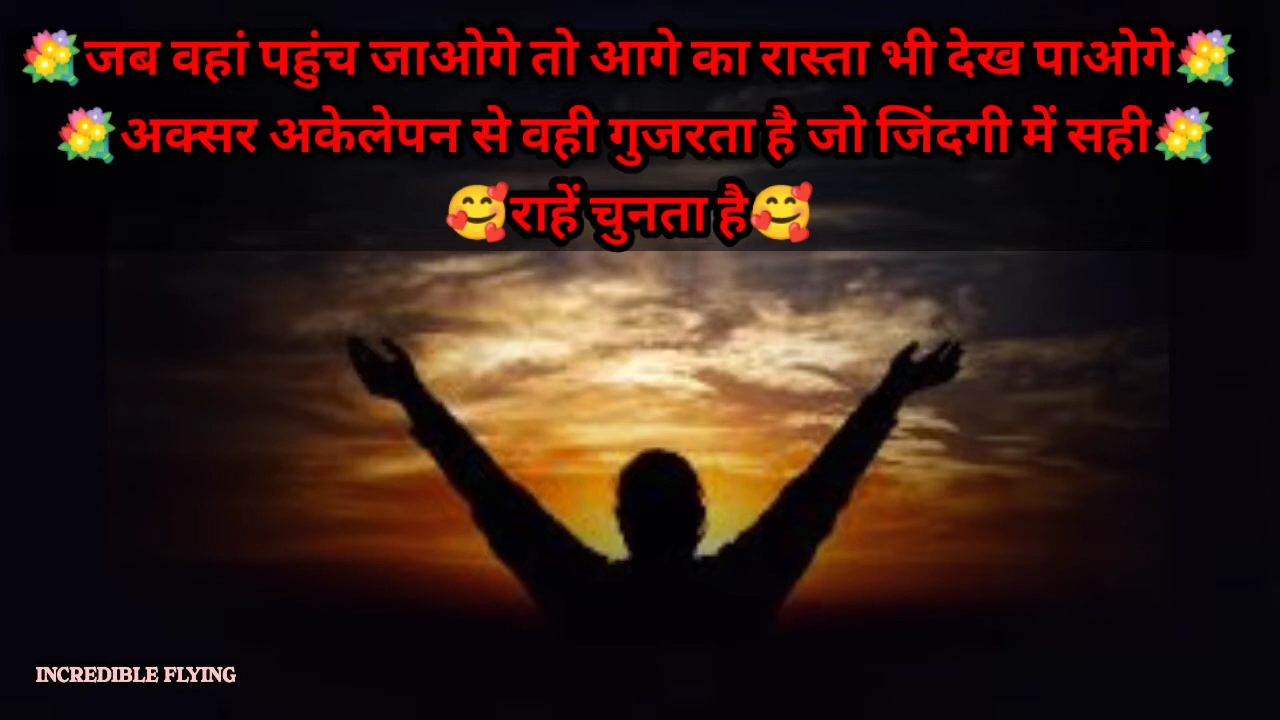 💐जब वहां पहुंच जाओगे तो आगे का रास्ता भी देख पाओगे💐
💐अक्सर अकेलेपन से वही गुजरता है जो जिंदगी में सही💐
🥰राहें चुनता है🥰
INCREDIBLE FLYING